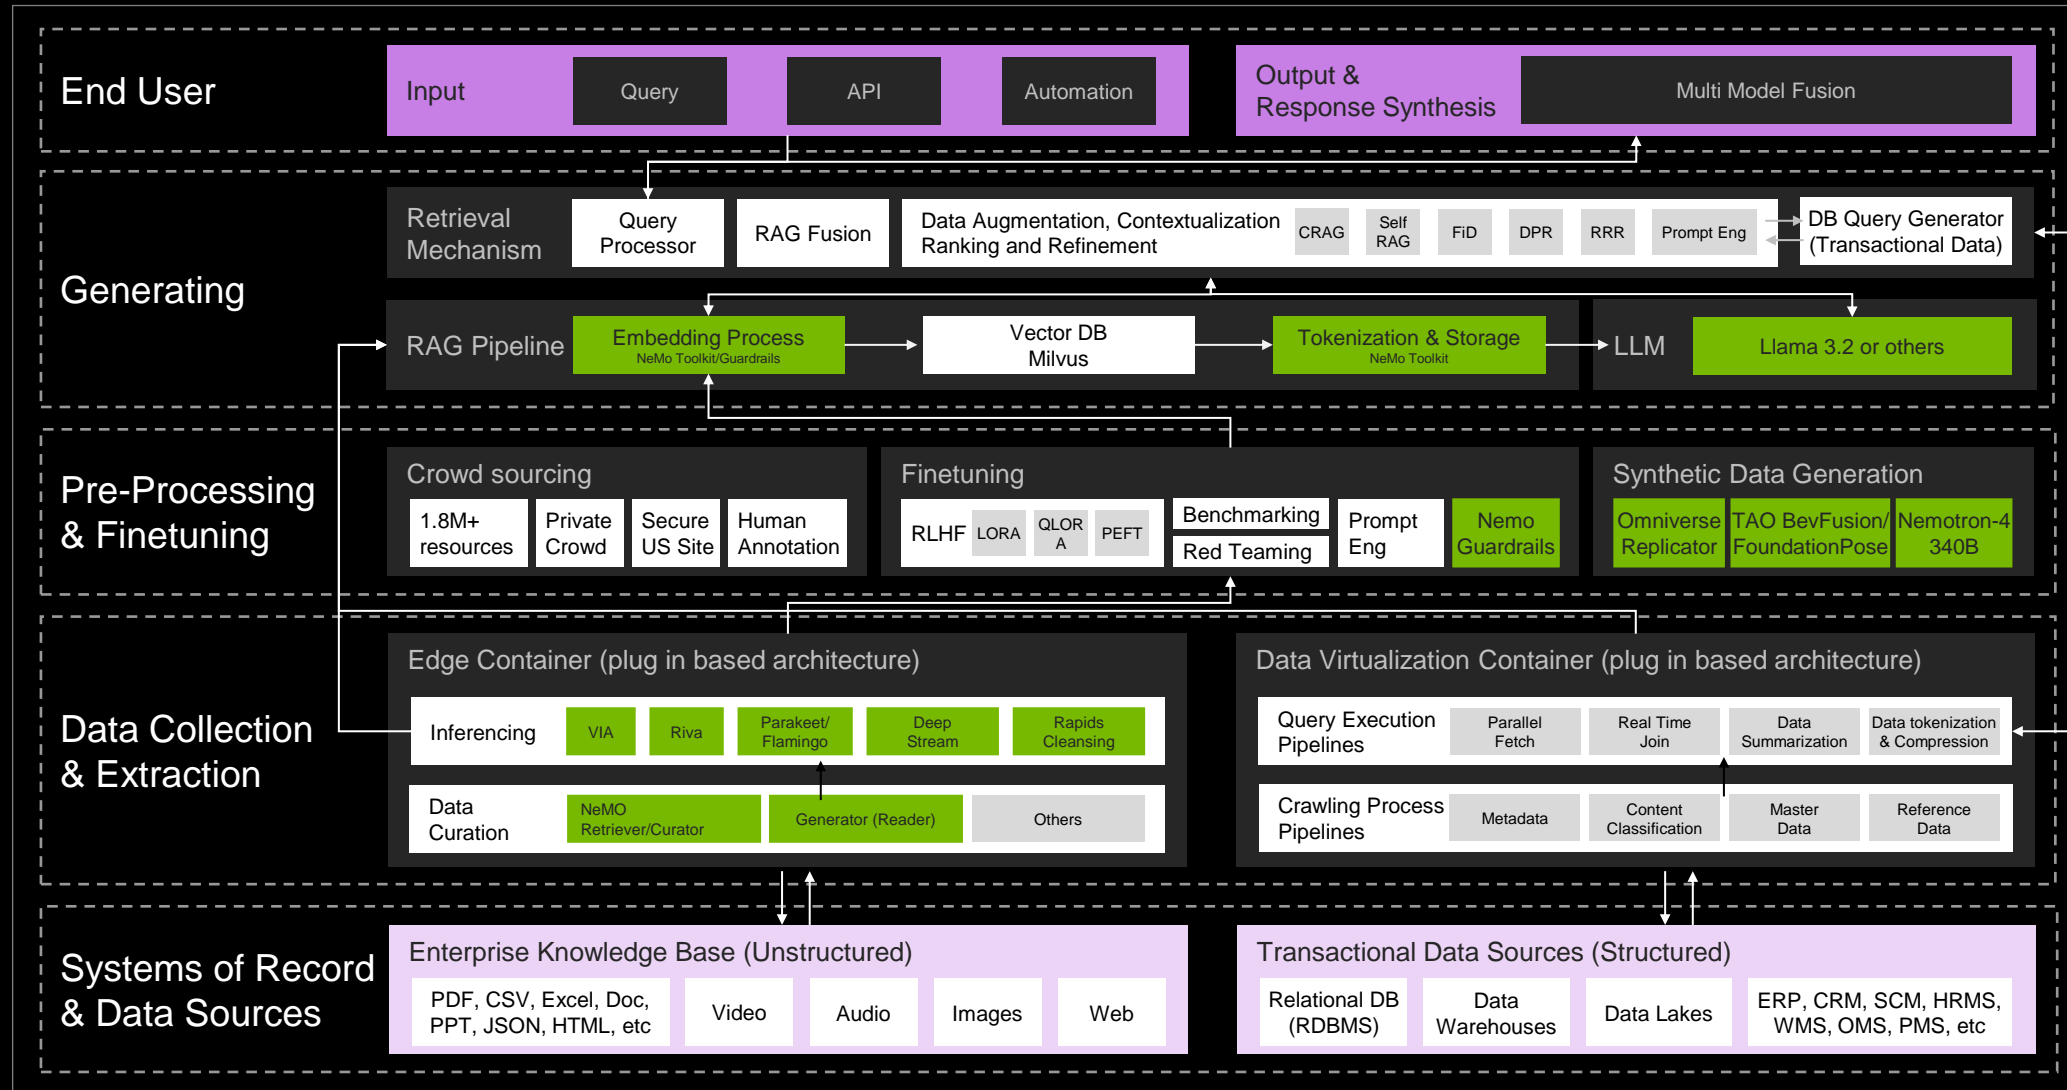 End User
Input
Query
API
Automation
Output &
Response Synthesis
Multi Model Fusion
Generating
Retrieval
Mechanism
Query
Processor
RAG Fusion
Data Augmentation, Contextualization
Ranking and Refinement
CRAG
Self
RAG
FiD
DPR
RRR
Prompt Eng
DB Query Generator
(Transactional Data)
RAG Pipeline
Embedding Process
NeMo Toolkit/Guardrails
Vector DB
Milvus
Tokenization & Storage
NeMo Toolkit
LLM
Llama 3.2 or others
Pre-Processing
& Finetuning
Crowd sourcing
1.8M+
resources
Private
Crowd
Secure
US Site
Human
Annotation
Finetuning
RLHF
LORA
QLOR
A
PEFT
Benchmarking
Red Teaming
Prompt
Eng
Nemo
Guardrails
Synthetic Data Generation
Omniverse
Replicator
TAO BevFusion/
FoundationPose
Nemotron-4
340B
Data Collection
& Extraction
Edge Container (plug in based architecture)
Inferencing
VIA
Riva
Parakeet/
Flamingo
Deep
Stream
Rapids
Cleansing
Data
Curation
NeMO
Retriever/Curator
Generator (Reader)
Others
Data Virtualization Container (plug in based architecture)
Query Execution
Pipelines
Parallel
Fetch
Real Time
Join
Data
Summarization
Data tokenization
& Compression
Crawling Process
Pipelines
Metadata
Content
Classification
Master
Data
Reference
Data
Systems of Record
& Data Sources
Enterprise Knowledge Base (Unstructured)
PDF, CSV, Excel, Doc,
PPT, JSON, HTML, etc
Video
Audio
Images
Web
Transactional Data Sources (Structured)
Relational DB
(RDBMS)
Data
Warehouses
Data Lakes
ERP, CRM, SCM, HRMS,
WMS, OMS, PMS, etc